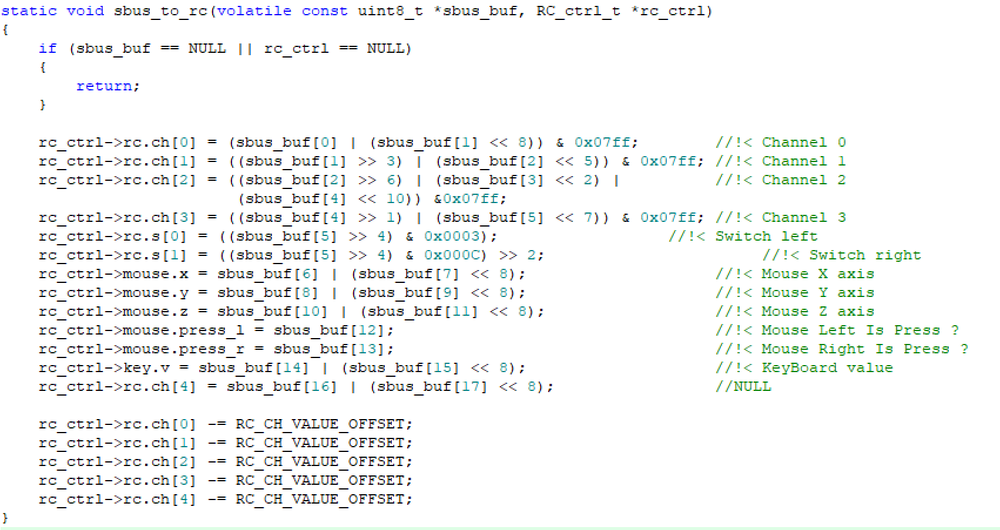 static void sbus_to_rc(volatile const uint8_t *sbus_buf, RC_ctrl_t *rc_ctrl)
{
    if (sbus_buf == NULL || rc_ctrl == NULL)
    {
        return;
    }

    rc_ctrl->rc.ch[0] = (sbus_buf[0] | (sbus_buf[1] << 8)) & 0x07ff;        //!< Channel 0
    rc_ctrl->rc.ch[1] = ((sbus_buf[1] >> 3) | (sbus_buf[2] << 5)) & 0x07ff; //!< Channel 1
    rc_ctrl->rc.ch[2] = ((sbus_buf[2] >> 6) | (sbus_buf[3] << 2) |          //!< Channel 2
                         (sbus_buf[4] << 10)) &0x07ff;
    rc_ctrl->rc.ch[3] = ((sbus_buf[4] >> 1) | (sbus_buf[5] << 7)) & 0x07ff; //!< Channel 3
    rc_ctrl->rc.s[0] = ((sbus_buf[5] >> 4) & 0x0003);                  //!< Switch left
    rc_ctrl->rc.s[1] = ((sbus_buf[5] >> 4) & 0x000C) >> 2;                       //!< Switch right
    rc_ctrl->mouse.x = sbus_buf[6] | (sbus_buf[7] << 8);                    //!< Mouse X axis
    rc_ctrl->mouse.y = sbus_buf[8] | (sbus_buf[9] << 8);                    //!< Mouse Y axis
    rc_ctrl->mouse.z = sbus_buf[10] | (sbus_buf[11] << 8);                  //!< Mouse Z axis
    rc_ctrl->mouse.press_l = sbus_buf[12];                                  //!< Mouse Left Is Press ?
    rc_ctrl->mouse.press_r = sbus_buf[13];                                  //!< Mouse Right Is Press ?
    rc_ctrl->key.v = sbus_buf[14] | (sbus_buf[15] << 8);                    //!< KeyBoard value
    rc_ctrl->rc.ch[4] = sbus_buf[16] | (sbus_buf[17] << 8);                 //NULL

    rc_ctrl->rc.ch[0] -= RC_CH_VALUE_OFFSET;
    rc_ctrl->rc.ch[1] -= RC_CH_VALUE_OFFSET;
    rc_ctrl->rc.ch[2] -= RC_CH_VALUE_OFFSET;
    rc_ctrl->rc.ch[3] -= RC_CH_VALUE_OFFSET;
    rc_ctrl->rc.ch[4] -= RC_CH_VALUE_OFFSET;
}